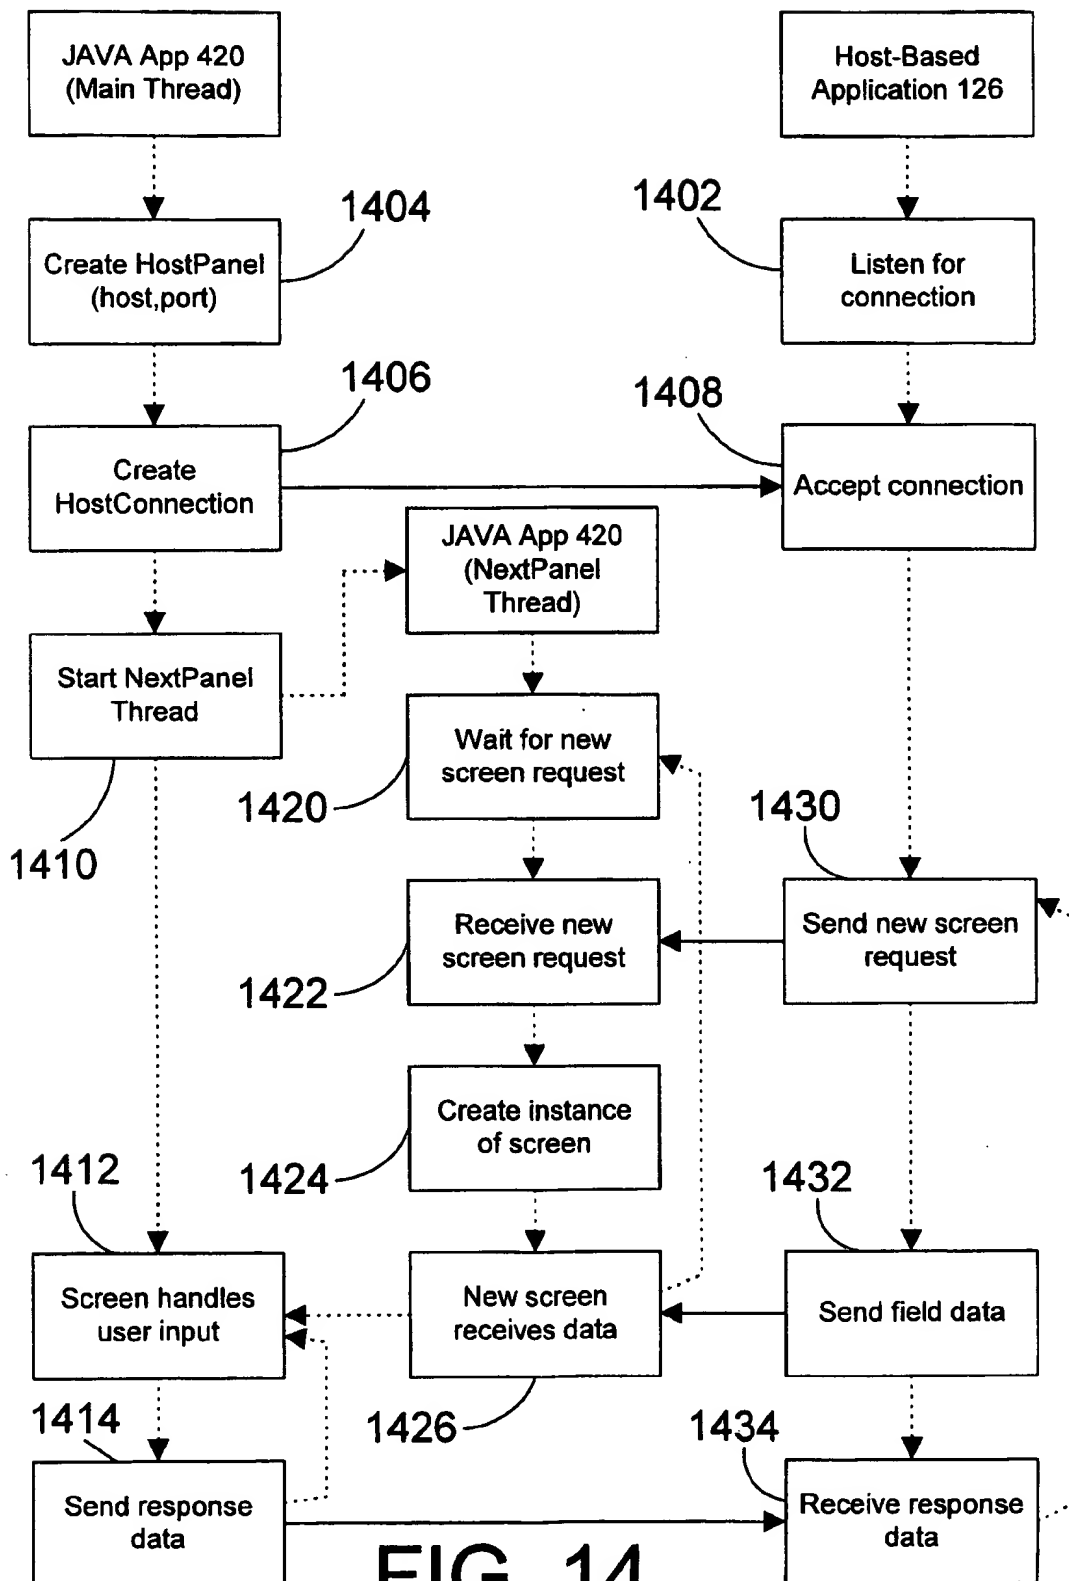 JAVA App 420
(Main Thread)
Host-Based
Application 126
1404
1402
Create HostPanel
(host,port)
Listen for
connection
1406
1408
Create
HostConnection
Accept connection
JAVA App 420
(NextPanel
Thread)
Start NextPanel
Thread
Wait for new
screen request
1420
1430
1410
Receive new
screen request
Send new screen
request
1422
Create instance
of screen
1412
1424
1432
Screen handles
user input
New screen
receives data
Send field data
1414
1426
1434
Send response
data
Receive response
data
FIG. 14